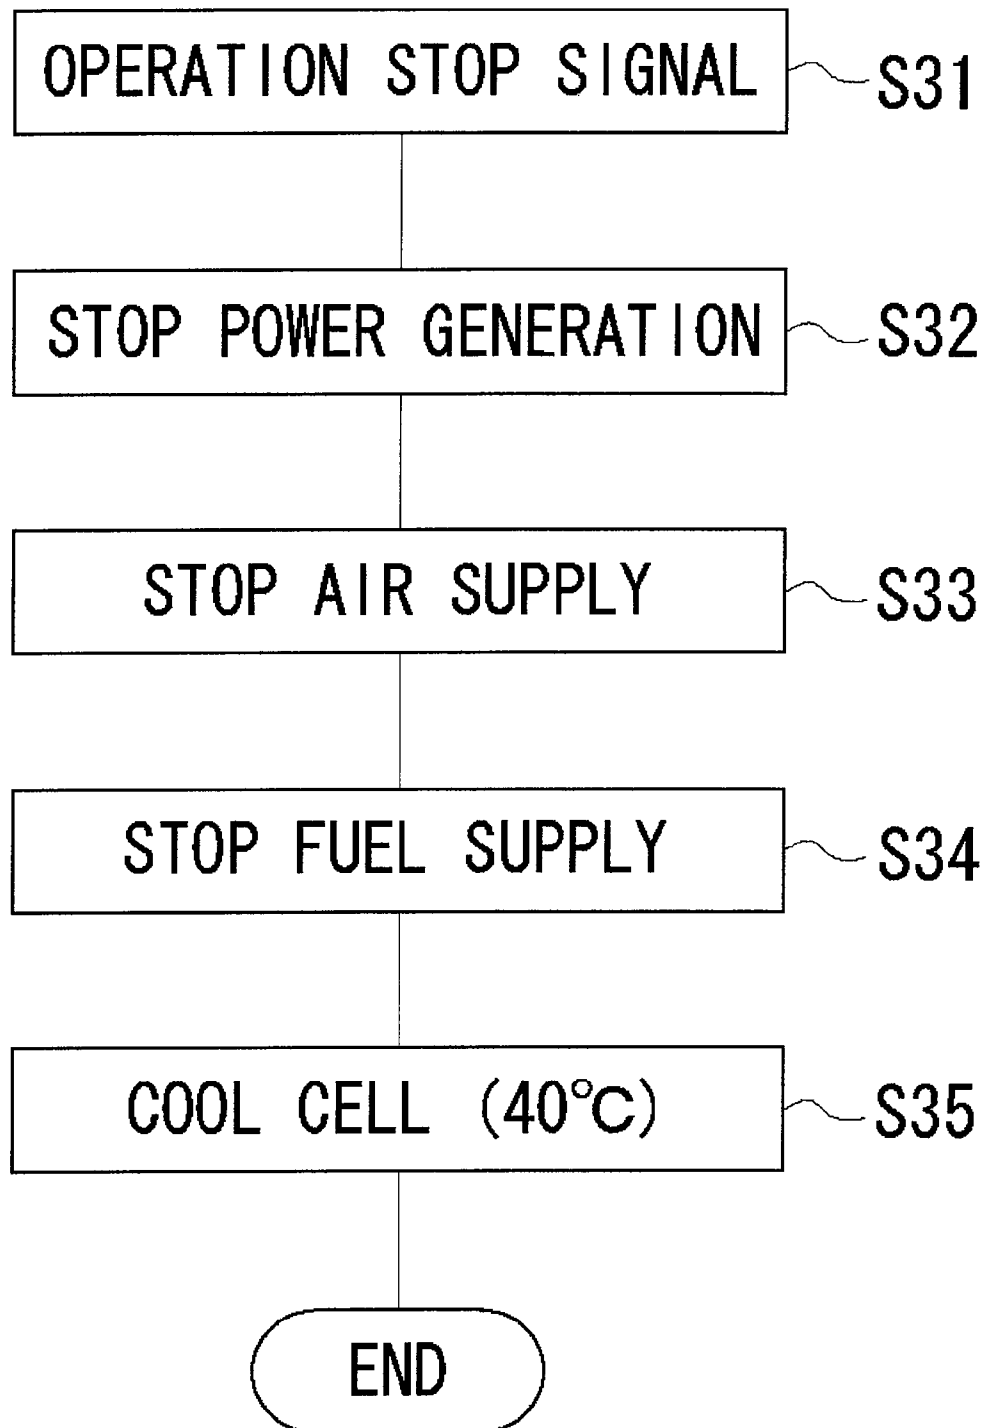 OPERATION STOP SIGNAL S31
STOP POWER GENERATION S32
STOP AIR SUPPLY S33
STOP FUEL SUPPLY S34
COOL CELL (40℃) S35
END